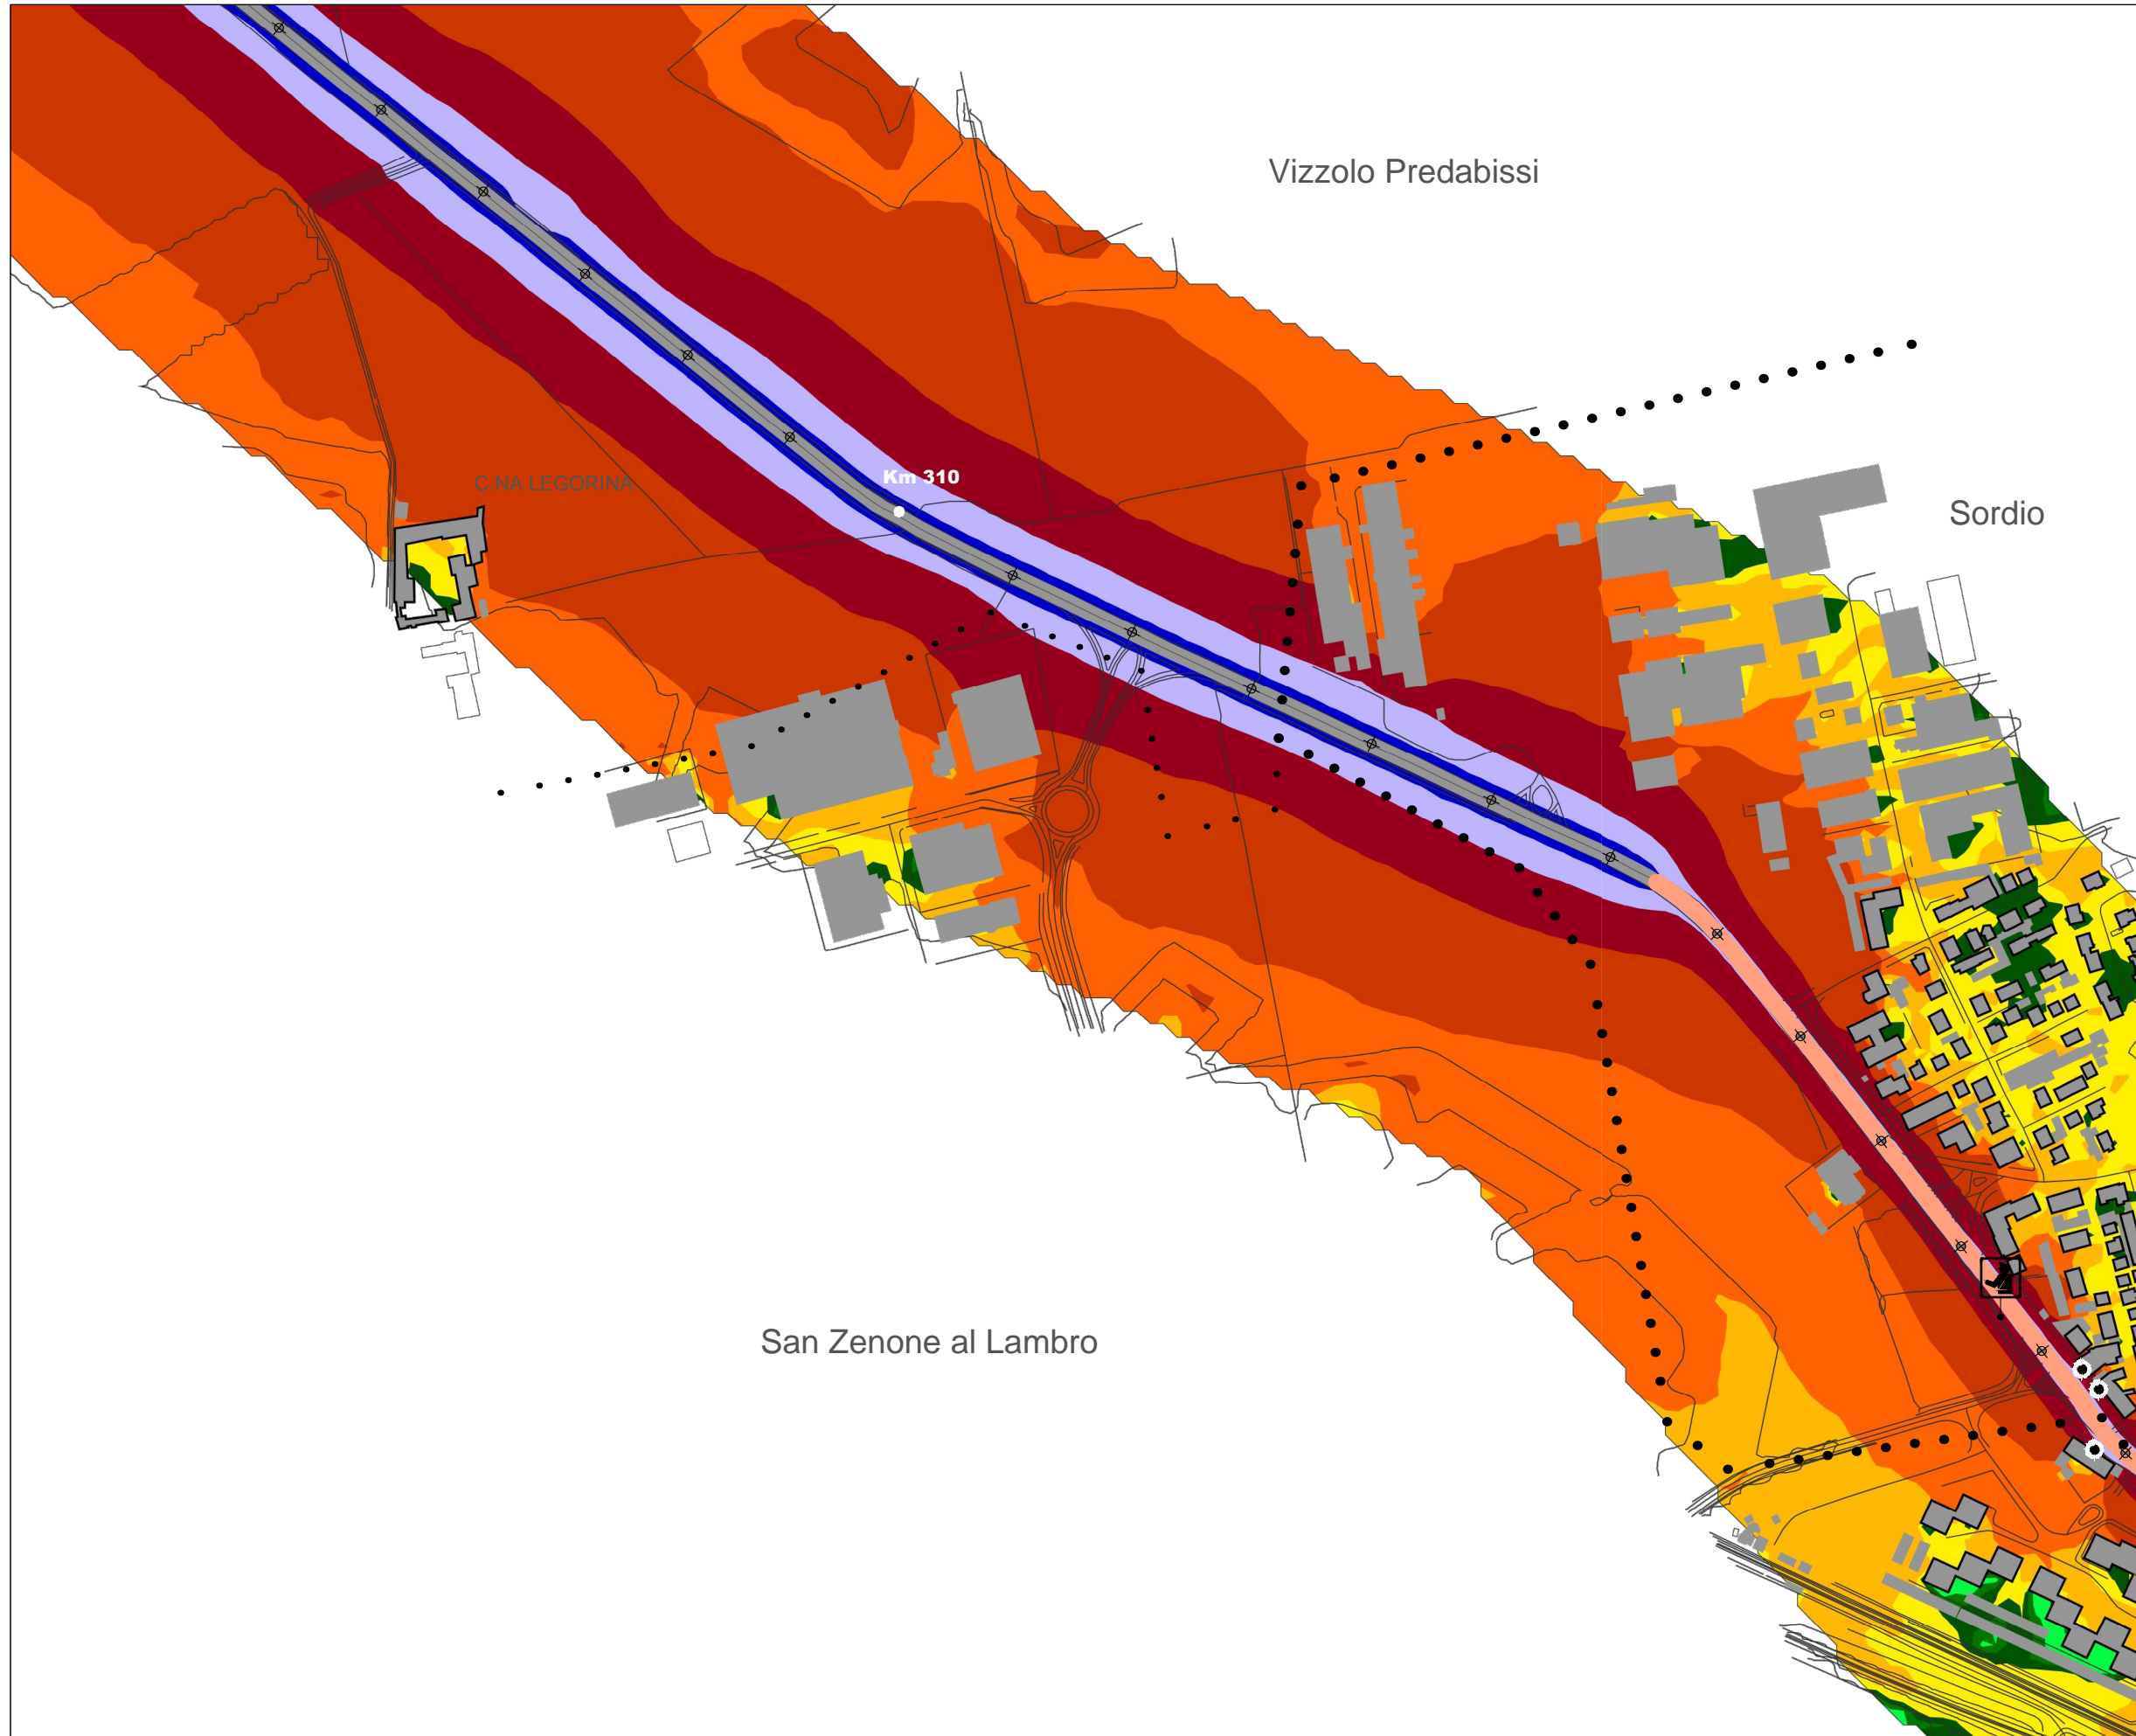 Vizzolo Predabissi
C.NA LEGORINA
Km 310
Sordio
San Zenone al Lambro